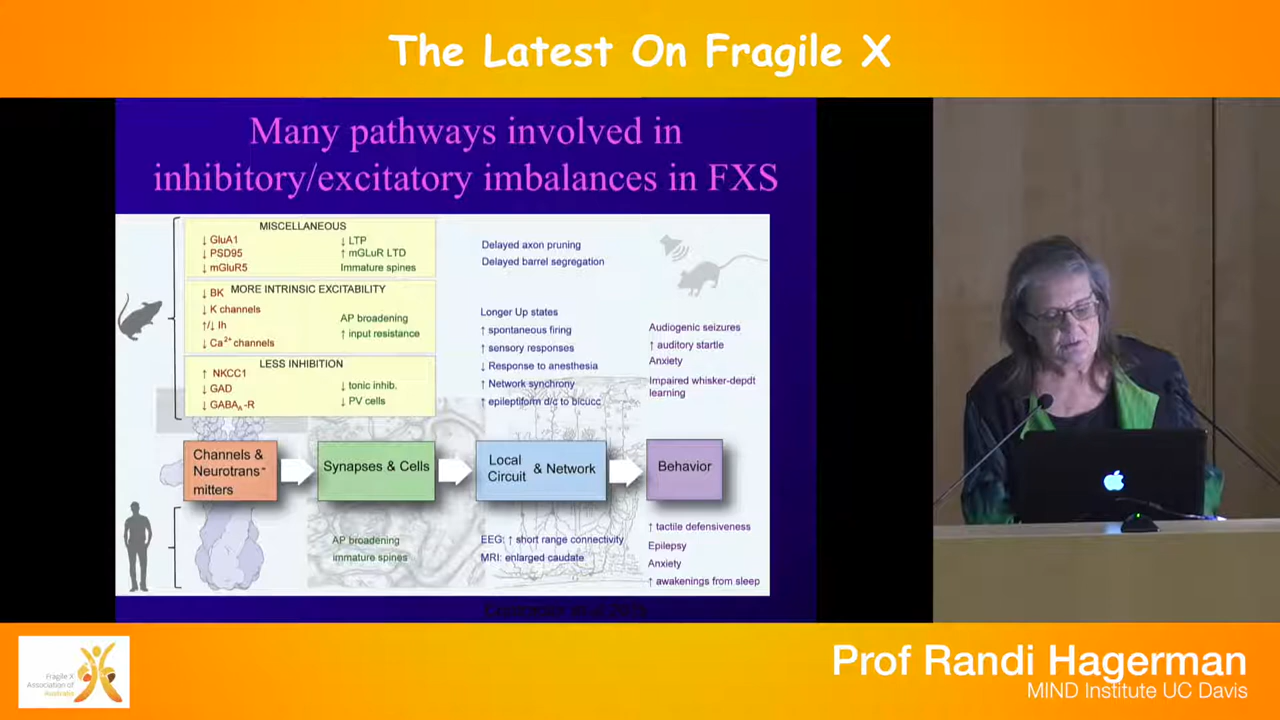 The Latest On Fragile X
Many pathways involved in
inhibitory/excitatory imbalances in FXS
MISCELLANEOUS
↓ GluA1
↓ PSD95
↓ mGluR5
↓ LTP
↑ mGLuR LTD
Immature spines
MORE INTRINSIC EXCITABILITY
↓ BK
↓ K channels
↑/↓ Ih
↓ Ca2+ channels
AP broadening
↑ input resistance
LESS INHIBITION
↑ NKCC1
↓ GAD
↓ GABAA -R
↓ tonic inhib.
↓ PV cells
Delayed axon pruning
Delayed barrel segregation
Longer Up states
↑ spontaneous firing
↑ sensory responses
↓ Response to anesthesia
↑ Network synchrony
↑ epileptiform d/c to bicucc
Audiogenic seizures
↑ auditory startle
Anxiety
Impaired whisker-depdt
learning
Channels &
Neurotrans-
mitters
Synapses & Cells
Local
Circuit
& Network
Behavior
AP broadening
immature spines
EEG: ↑ short range connectivity
MRI: enlarged caudate
↑ tactile defensiveness
Epilepsy
Anxiety
↑ awakenings from sleep
Fragile X
Association of
Australia
Prof Randi Hagerman
MIND Institute UC Davis